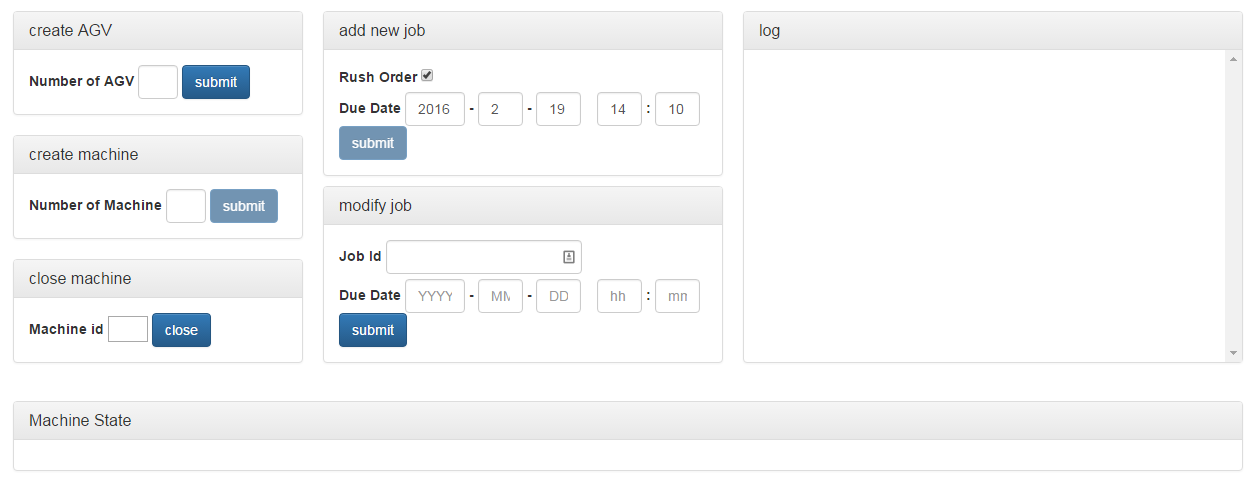 create AGV
Number of AGV submit
create machine
Number of Machine submit
close machine
Machine id close
add new job
Rush Order
Due Date 2016 - 2 - 19 14 : 10
submit
modify job
Job Id
Due Date YYYY - MM - DD hh : mm
submit
log
Machine State